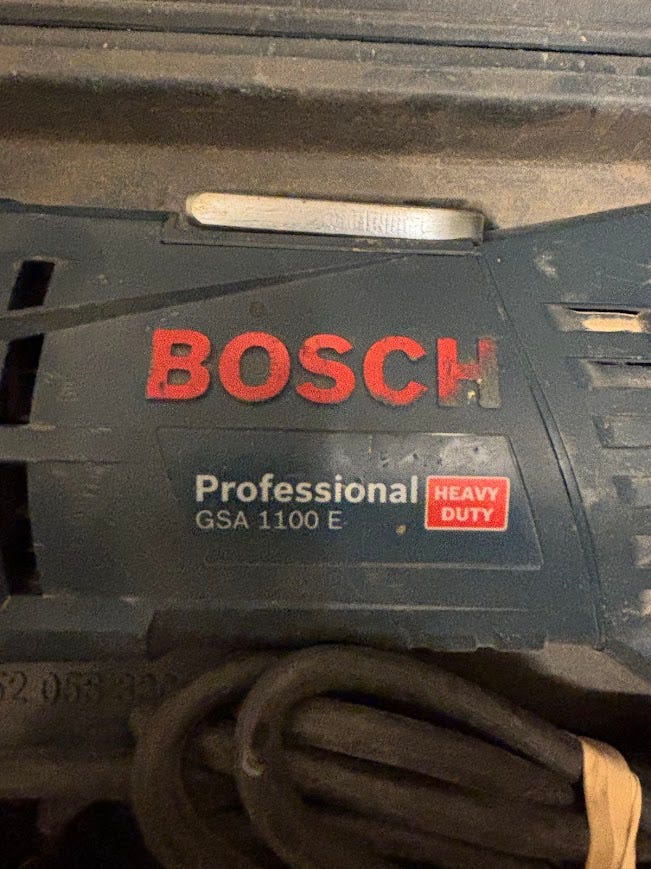 BOSCH
Professional
GSA 1100 E
HEAVY
DUTY